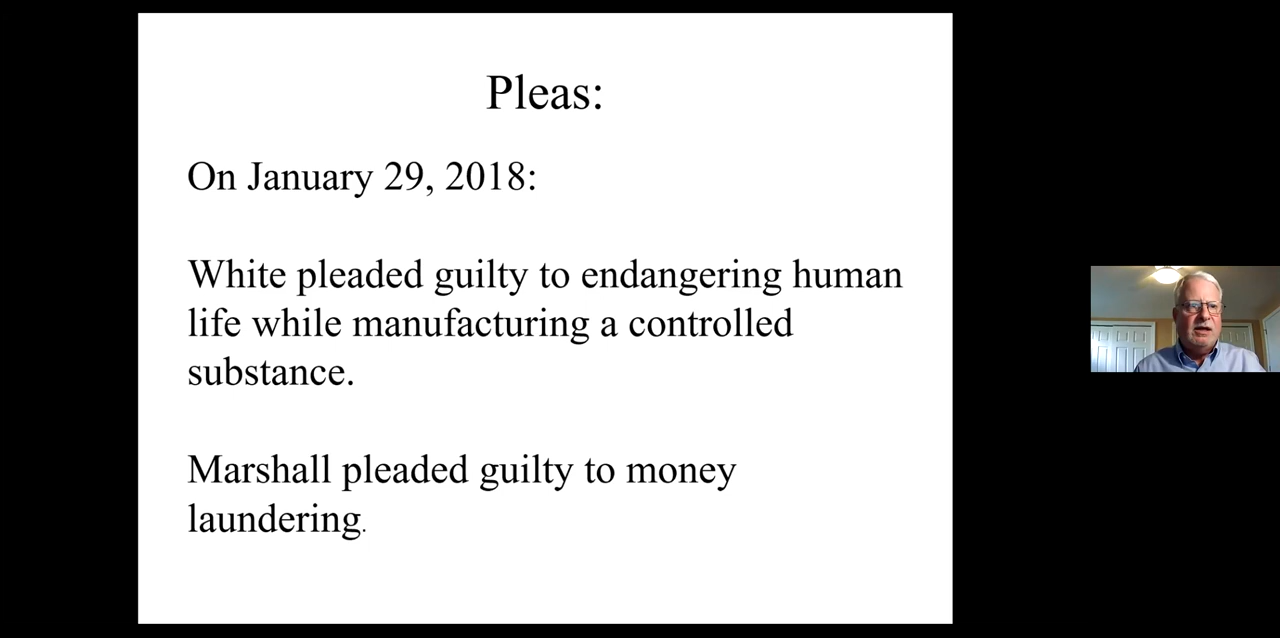 Pleas:
On January 29, 2018:
White pleaded guilty to endangering human
life while manufacturing a controlled
substance.
Marshall pleaded guilty to money
laundering.